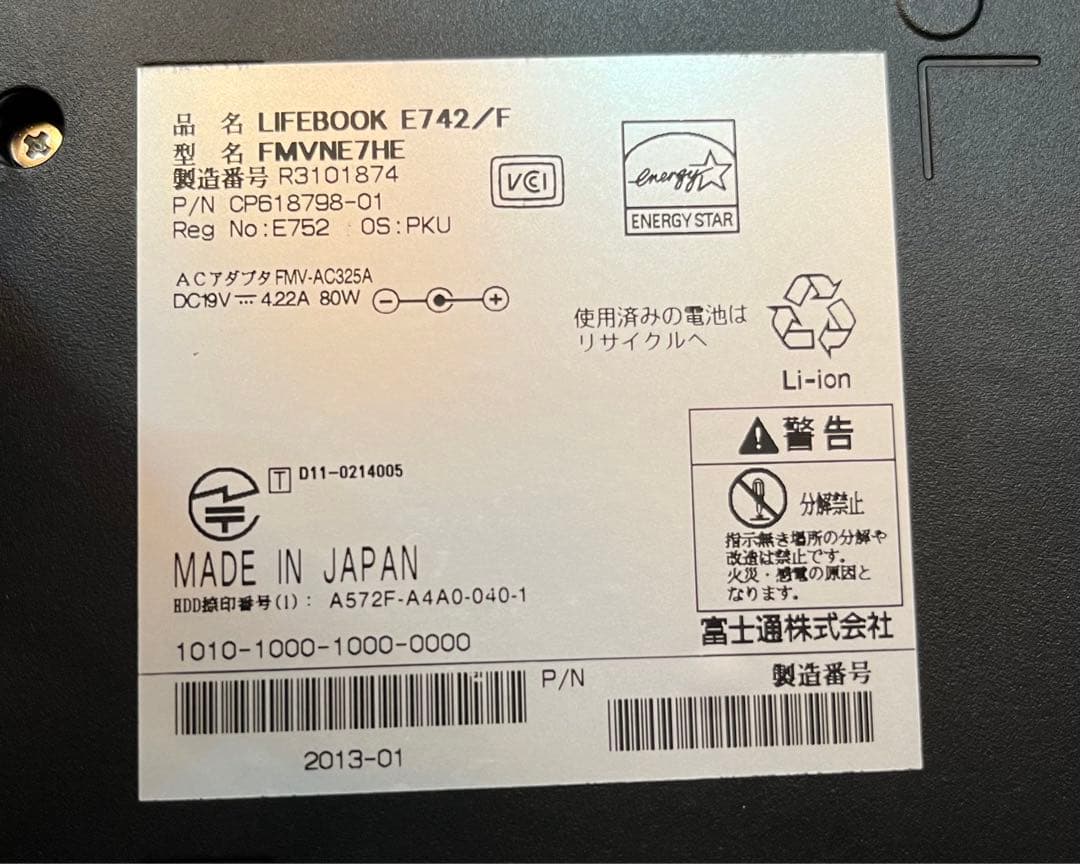 品 名 LIFEBOOK E742/F
型 名 FMVNE7HE
製造番号 R3101874
P/N CP618798-01
Reg No:E752 OS:PKU
VCI
energy
ENERGY STAR
ACアダプタ FMV-AC325A
DC19V 4.22A 80W
使用済みの電池は
リサイクルへ
Li-ion
警告
分解禁止
指示無き場所の分解や
改造は禁止です。
火災・感電の原因と
なります。
T D11-0214005
MADE IN JAPAN
HDD捺印番号(1): A572F-A4A0-040-1
富士通株式会社
1010-1000-1000-0000
P/N
製造番号
2013-01